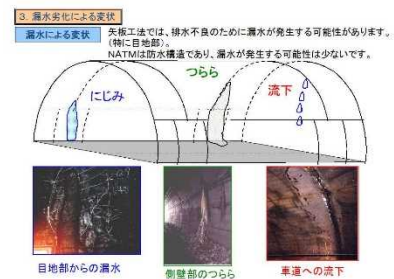 3. 漏水劣化による変状
漏水による変状
矢板工法では、排水不良のために漏水が発生する可能性があります。
(特に目地部)。
NATMは防水構造であり、漏水が発生する可能性は少ないです。
つらら
にじみ
流下
目地部からの漏水
側壁部のつらら
車道への流下